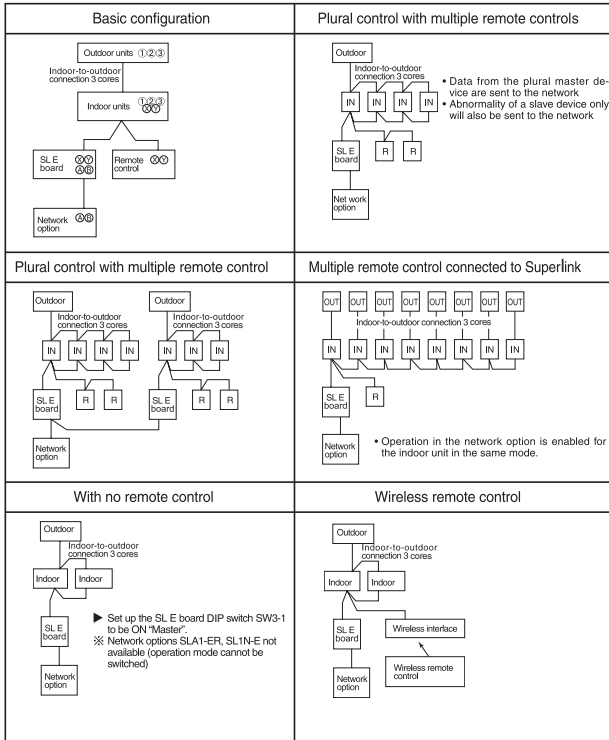 Basic configuration
Outdoor units ①②③
Indoor-to-outdoor
connection 3 cores
Indoor units ①②③
ⓍⓎ
SL E ⓍⓎ
board ⒶⒷ
Remote ⓍⓎ
control
Network ⒶⒷ
option
Plural control with multiple remote controls
Outdoor
Indoor-to-outdoor
connection 3 cores
IN IN IN IN
SL E
board
R R
Net work
option
• Data from the plural master de-
vice are sent to the network
• Abnormality of a slave device only
will also be sent to the network
Plural control with multiple remote control
Outdoor Outdoor
Indoor-to-outdoor
connection 3 cores
Indoor-to-outdoor
connection 3 cores
IN IN IN IN IN IN IN IN
SL E
board
R R
SL E
board
R R
Network
option
Multiple remote control connected to Superlink
OUT OUT OUT OUT OUT OUT OUT OUT
Indoor-to-outdoor connection 3 cores
IN IN IN IN IN IN IN IN
SL E
board
R
Network
option
• Operation in the network option is enabled for
the indoor unit in the same mode.
With no remote control
Outdoor
Indoor-to-outdoor
connection 3 cores
Indoor Indoor
SL E
board
Network
option
▶ Set up the SL E board DIP switch SW3-1
to be ON "Master".
※ Network options SLA1-ER, SL1N-E not
available (operation mode cannot be
switched)
Wireless remote control
Outdoor
Indoor-to-outdoor
connection 3 cores
Indoor Indoor
SL E
board
Wireless interface
Network
option
Wireless remote
control